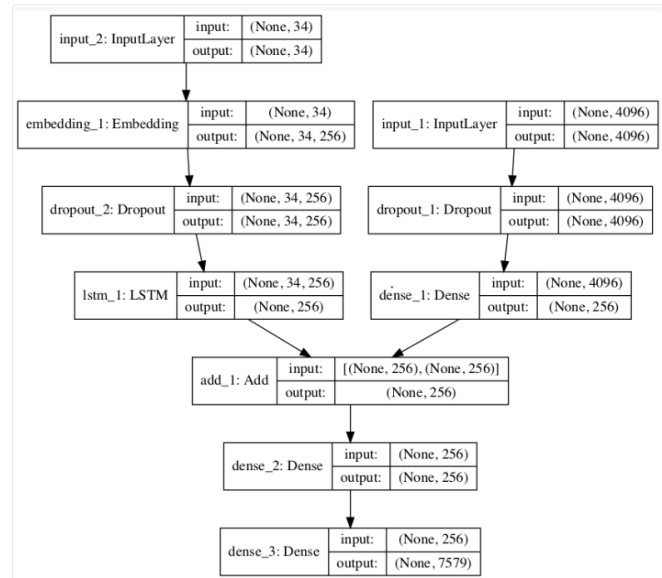 input_2: InputLayer
input: (None, 34)
output: (None, 34)
embedding_1: Embedding
input: (None, 34)
output: (None, 34, 256)
input_1: InputLayer
input: (None, 4096)
output: (None, 4096)
dropout_2: Dropout
input: (None, 34, 256)
output: (None, 34, 256)
dropout_1: Dropout
input: (None, 4096)
output: (None, 4096)
lstm_1: LSTM
input: (None, 34, 256)
output: (None, 256)
dense_1: Dense
input: (None, 4096)
output: (None, 256)
add_1: Add
input: [(None, 256), (None, 256)]
output: (None, 256)
dense_2: Dense
input: (None, 256)
output: (None, 256)
dense_3: Dense
input: (None, 256)
output: (None, 7579)